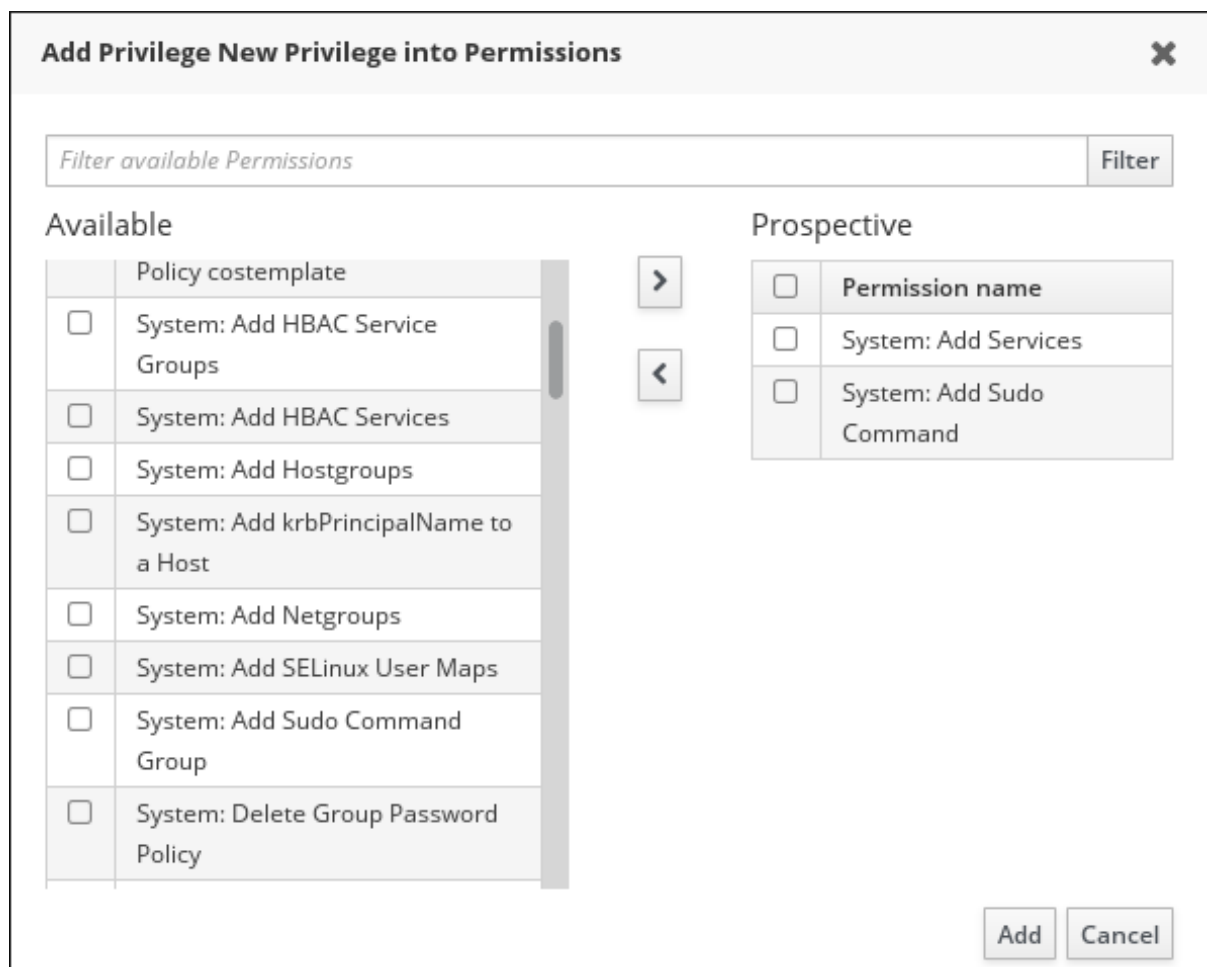 Add Privilege New Privilege into Permissions
Filter available Permissions
Filter
Available
Policy costemplate
System: Add HBAC Service
Groups
System: Add HBAC Services
System: Add Hostgroups
System: Add krbPrincipalName to
a Host
System: Add Netgroups
System: Add SELinux User Maps
System: Add Sudo Command
Group
System: Delete Group Password
Policy
Prospective
Permission name
System: Add Services
System: Add Sudo
Command
Add
Cancel